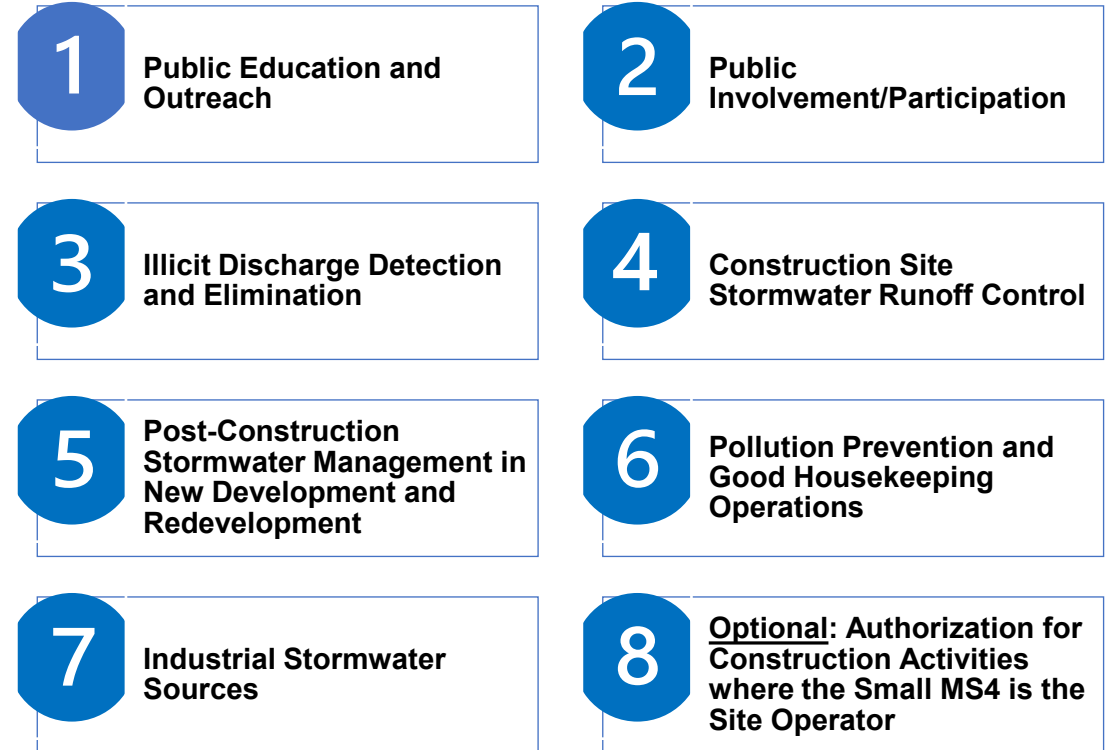 1
Public Education and
Outreach
2
Public
Involvement/Participation
3
Illicit Discharge Detection
and Elimination
4
Construction Site
Stormwater Runoff Control
5
Post-Construction
Stormwater Management in
New Development and
Redevelopment
6
Pollution Prevention and
Good Housekeeping
Operations
7
Industrial Stormwater
Sources
8
Optional: Authorization for
Construction Activities
where the Small MS4 is the
Site Operator